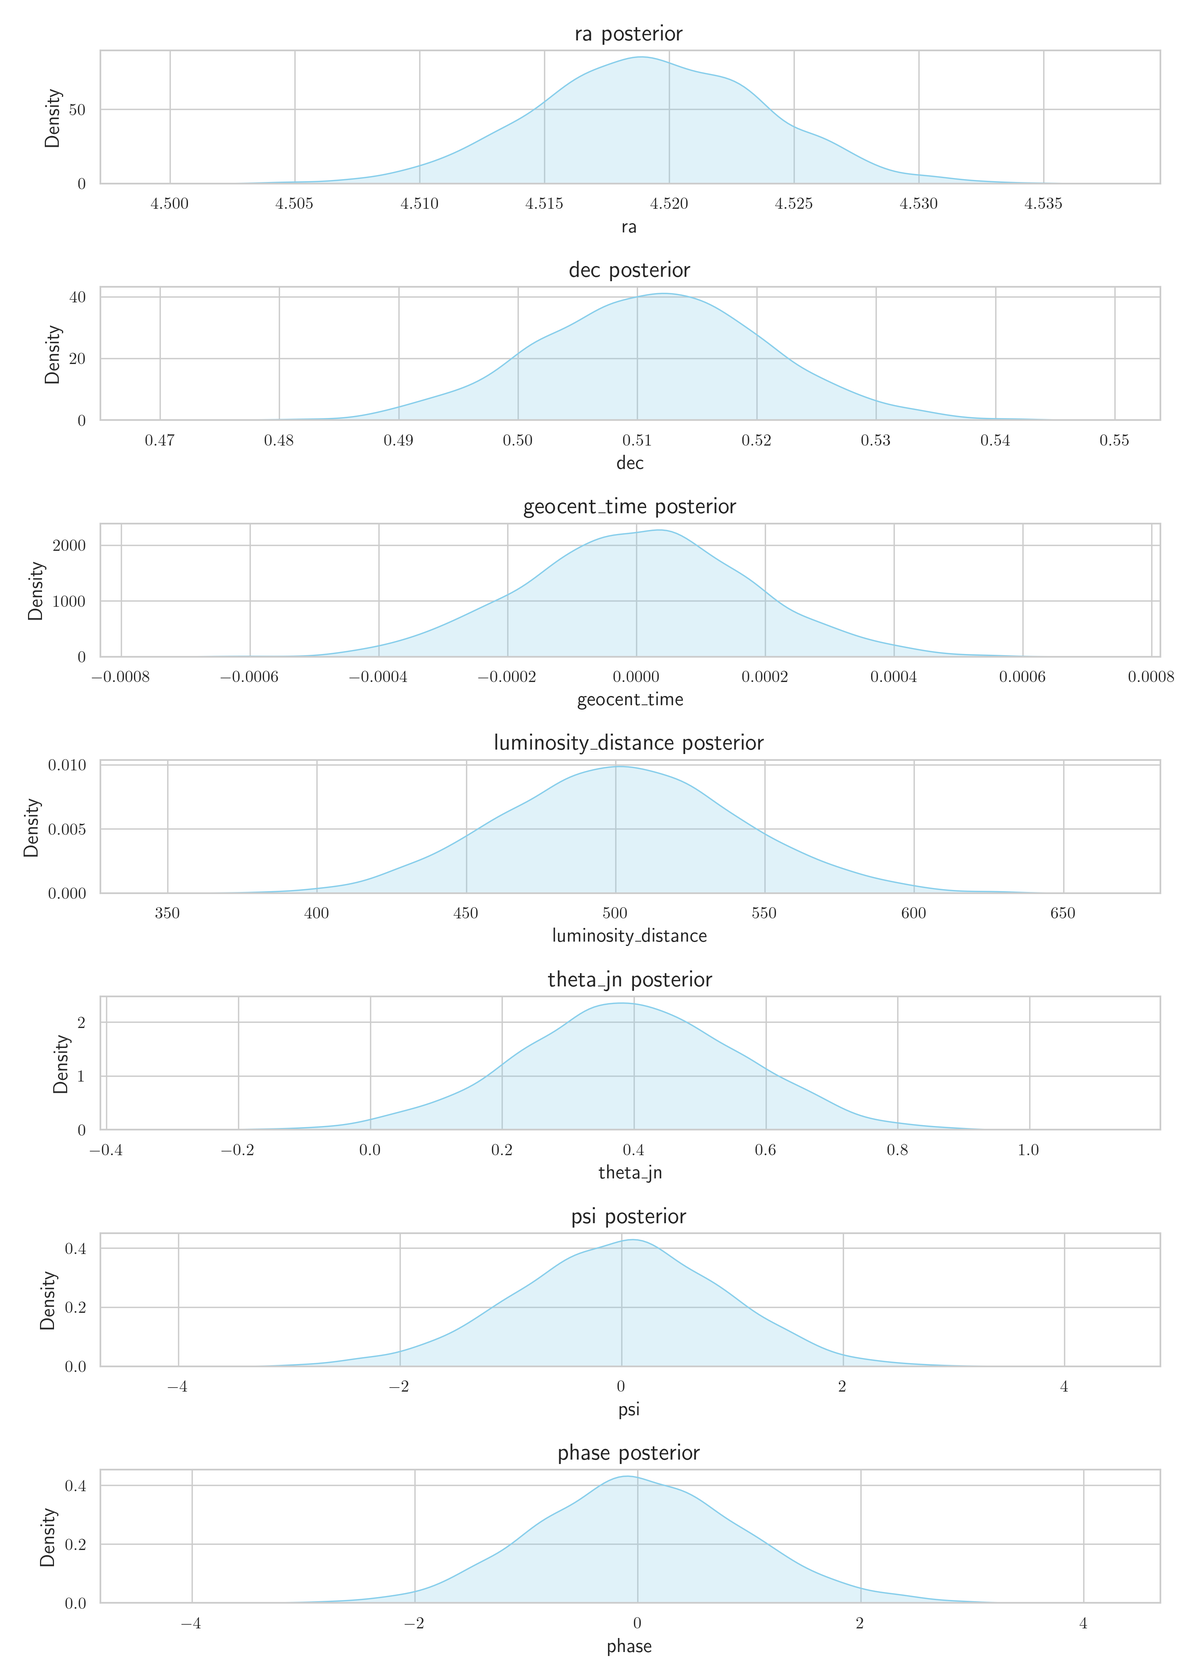 ra posterior
Density
50
0
4.500 4.505 4.510 4.515 4.520 4.525 4.530 4.535
ra
dec posterior
Density
40
20
0
0.47 0.48 0.49 0.50 0.51 0.52 0.53 0.54 0.55
dec
geocent_time posterior
Density
2000
1000
0
−0.0008 −0.0006 −0.0004 −0.0002 0.0000 0.0002 0.0004 0.0006 0.0008
geocent_time
luminosity_distance posterior
Density
0.010
0.005
0.000
350 400 450 500 550 600 650
luminosity_distance
theta_jn posterior
Density
2
1
0
−0.4 −0.2 0.0 0.2 0.4 0.6 0.8 1.0
theta_jn
psi posterior
Density
0.4
0.2
0.0
−4 −2 0 2 4
psi
phase posterior
Density
0.4
0.2
0.0
−4 −2 0 2 4
phase